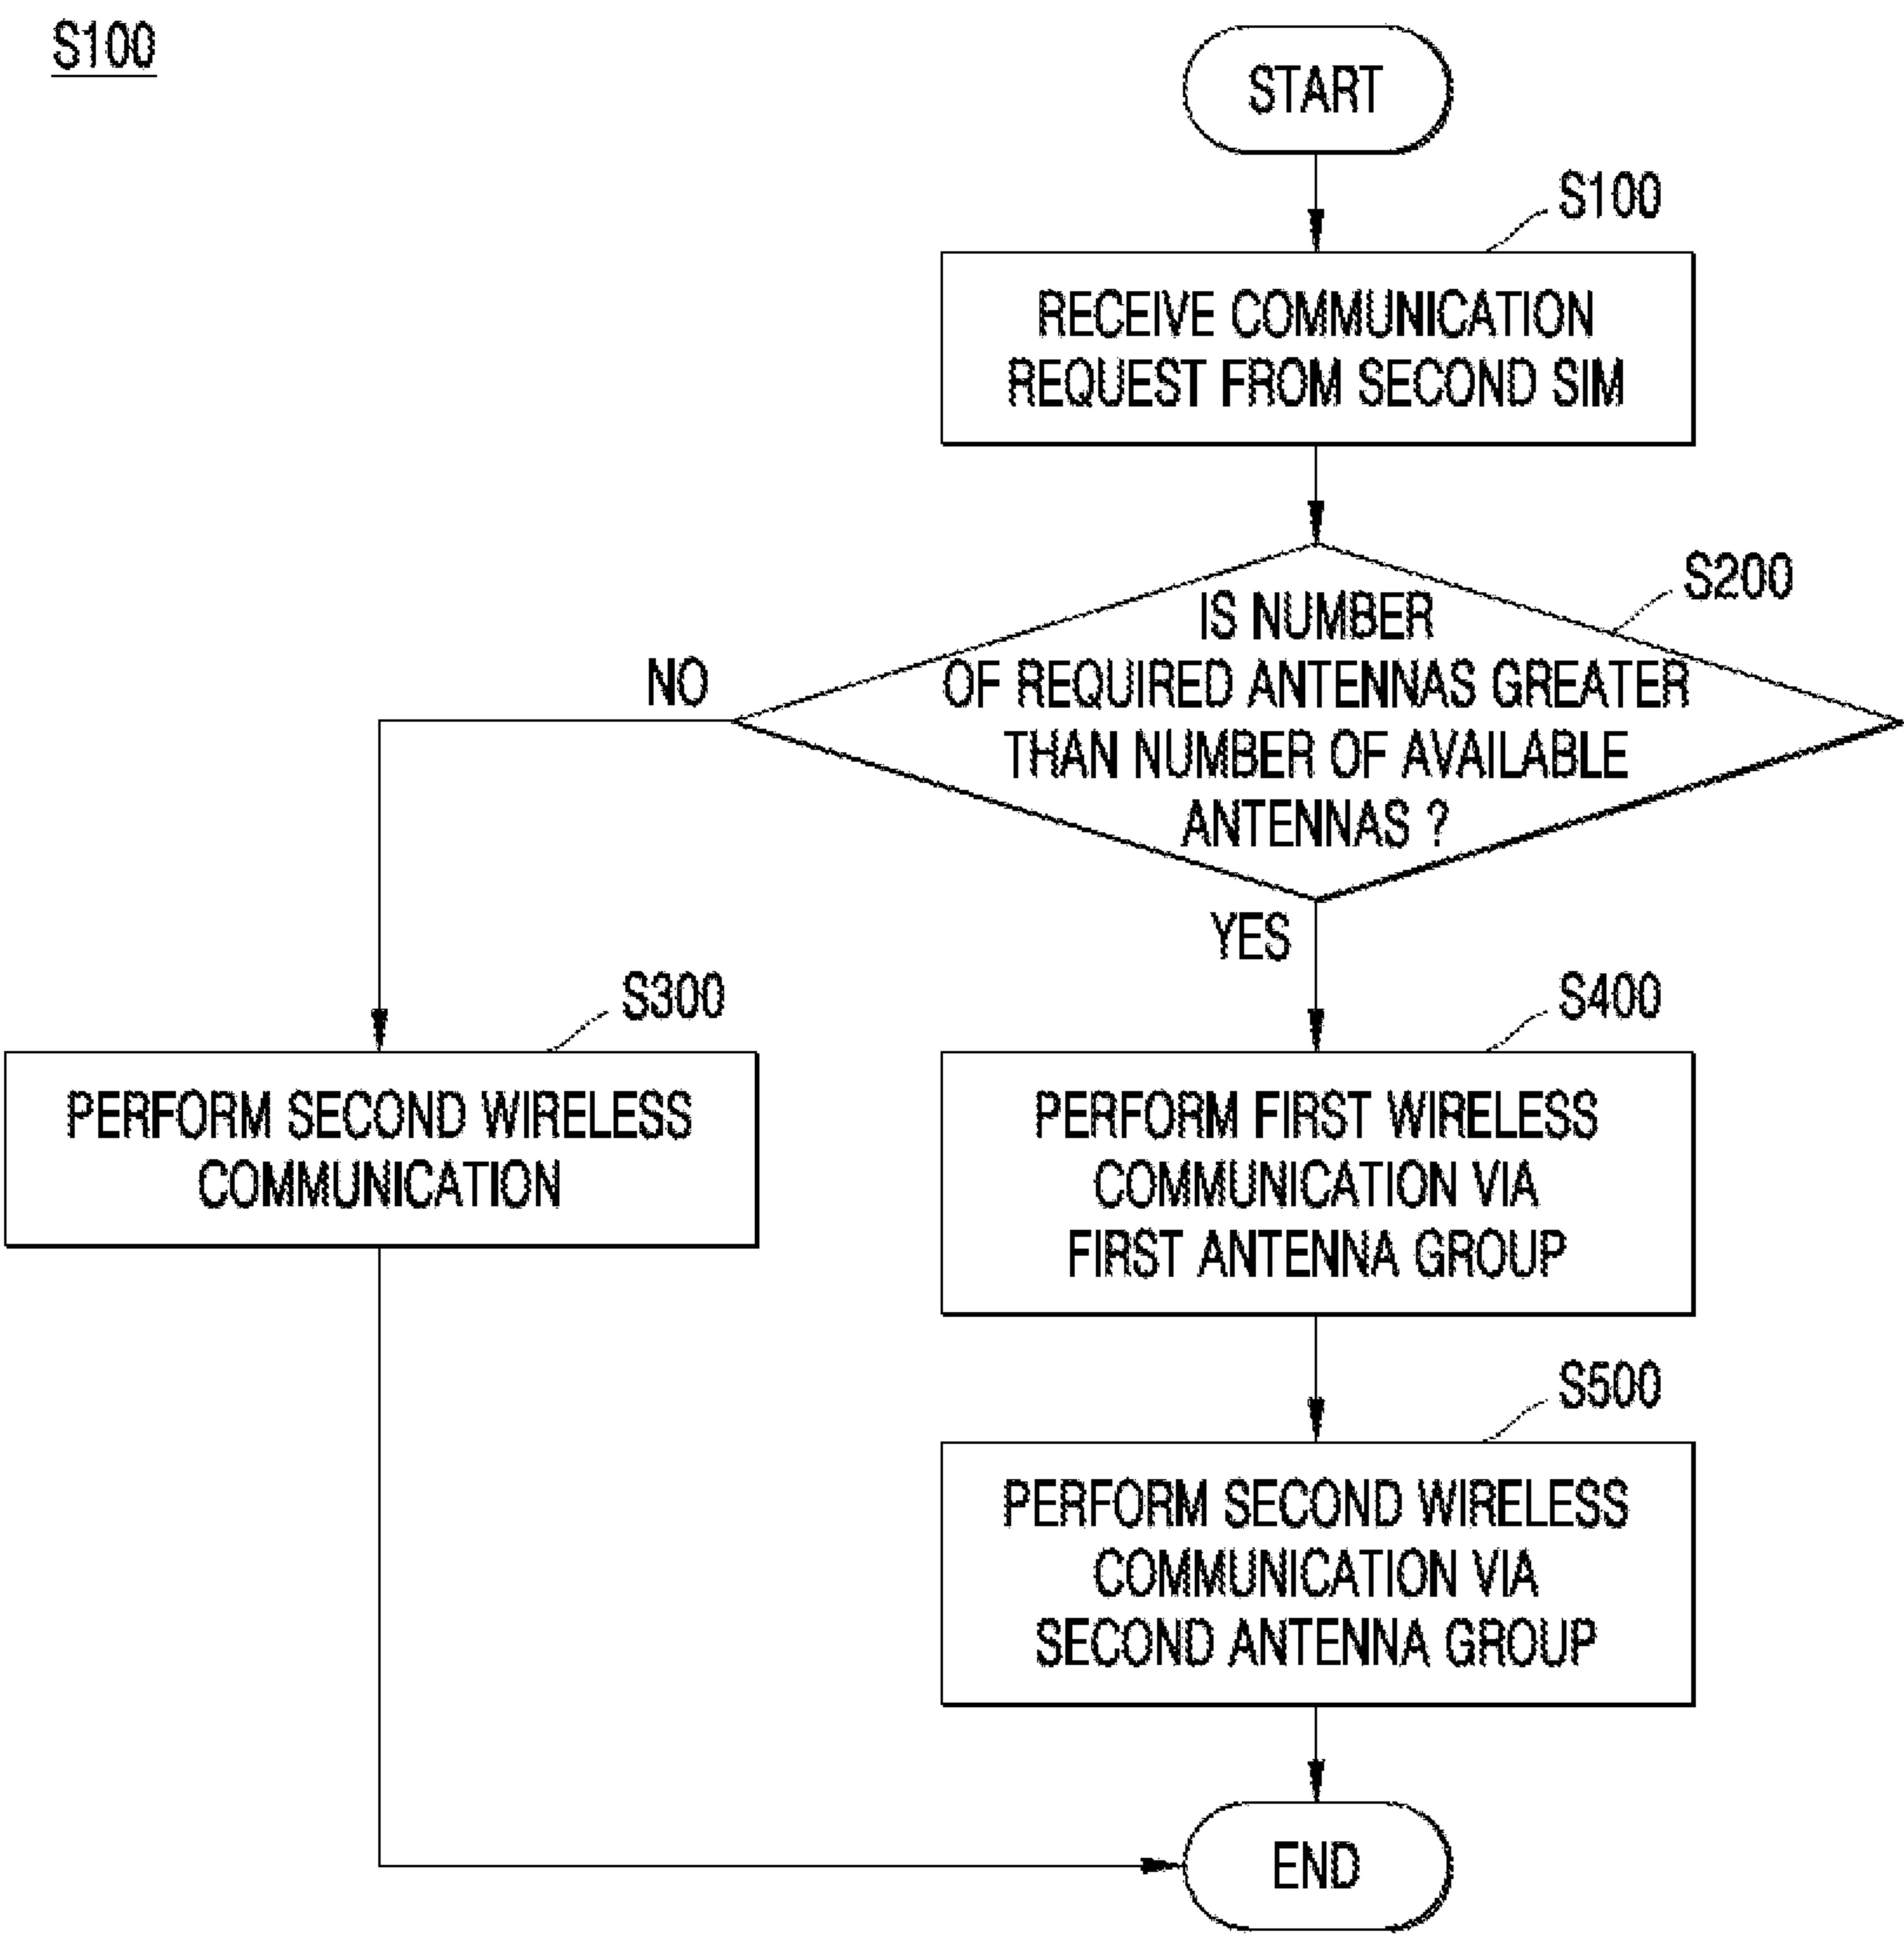 S100
START
S100
RECEIVE COMMUNICATION
REQUEST FROM SECOND SIM
S200
IS NUMBER
OF REQUIRED ANTENNAS GREATER
THAN NUMBER OF AVAILABLE
ANTENNAS ?
NO
YES
S300
PERFORM SECOND WIRELESS
COMMUNICATION
S400
PERFORM FIRST WIRELESS
COMMUNICATION VIA
FIRST ANTENNA GROUP
S500
PERFORM SECOND WIRELESS
COMMUNICATION VIA
SECOND ANTENNA GROUP
END